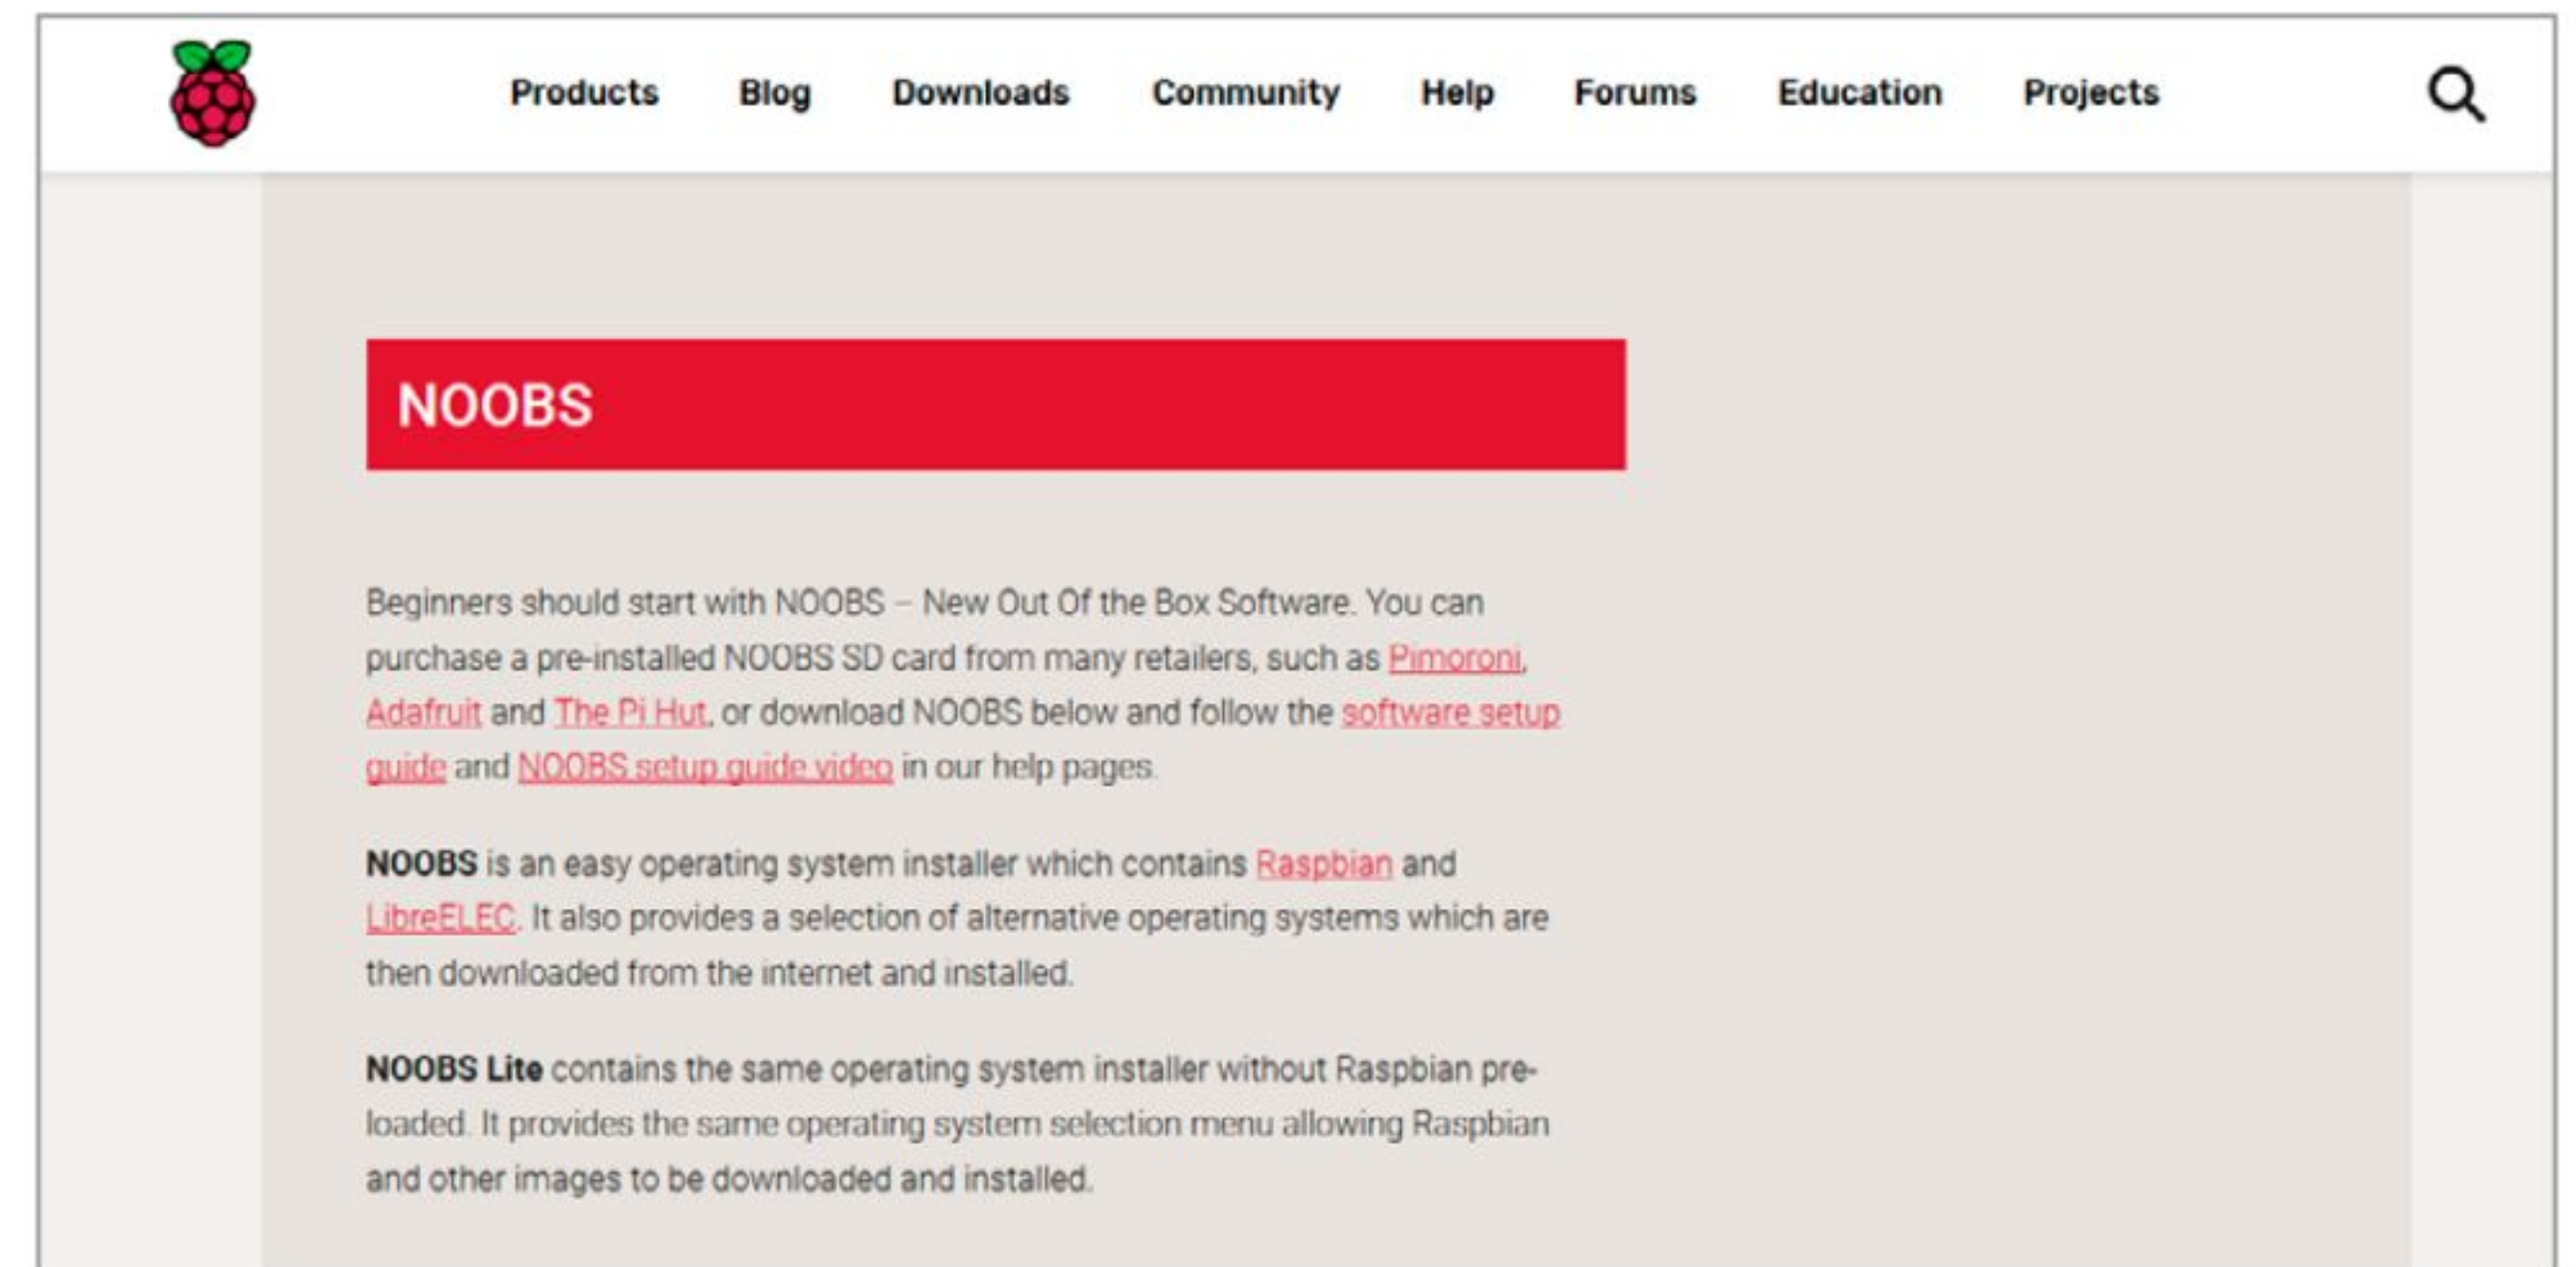 Products Blog Downloads Community Help Forums Education Projects
NOOBS
Beginners should start with NOOBS – New Out Of the Box Software. You can
purchase a pre-installed NOOBS SD card from many retailers, such as Pimoroni,
Adafruit and The Pi Hut, or download NOOBS below and follow the software setup
guide and NOOBS setup guide video in our help pages.
NOOBS is an easy operating system installer which contains Raspbian and
LibreELEC. It also provides a selection of alternative operating systems which are
then downloaded from the internet and installed.
NOOBS Lite contains the same operating system installer without Raspbian pre-
loaded. It provides the same operating system selection menu allowing Raspbian
and other images to be downloaded and installed.